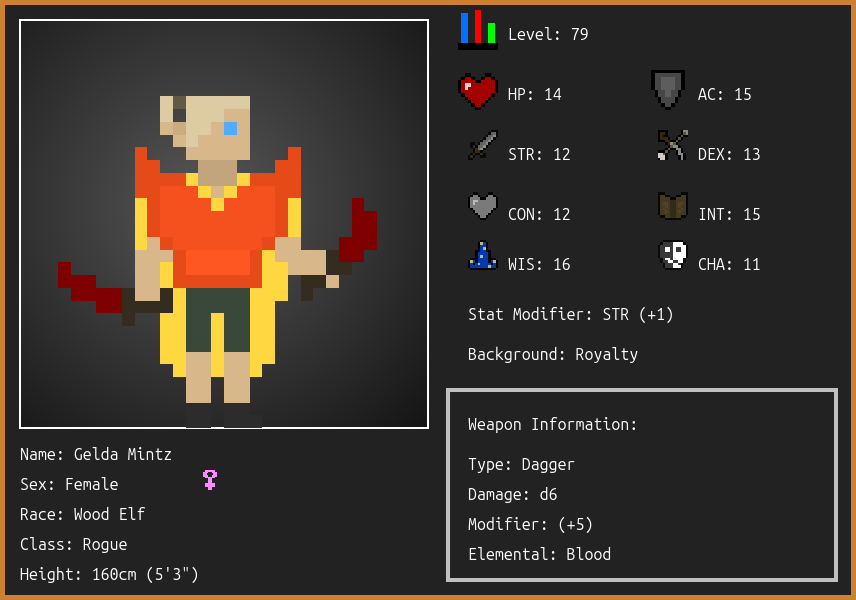 Level: 79
HP: 14
AC: 15
STR: 12
DEX: 13
CON: 12
INT: 15
WIS: 16
CHA: 11
Stat Modifier: STR (+1)
Background: Royalty
Weapon Information:
Type: Dagger
Damage: d6
Modifier: (+5)
Elemental: Blood
Name: Gelda Mintz
Sex: Female
Race: Wood Elf
Class: Rogue
Height: 160cm (5'3")